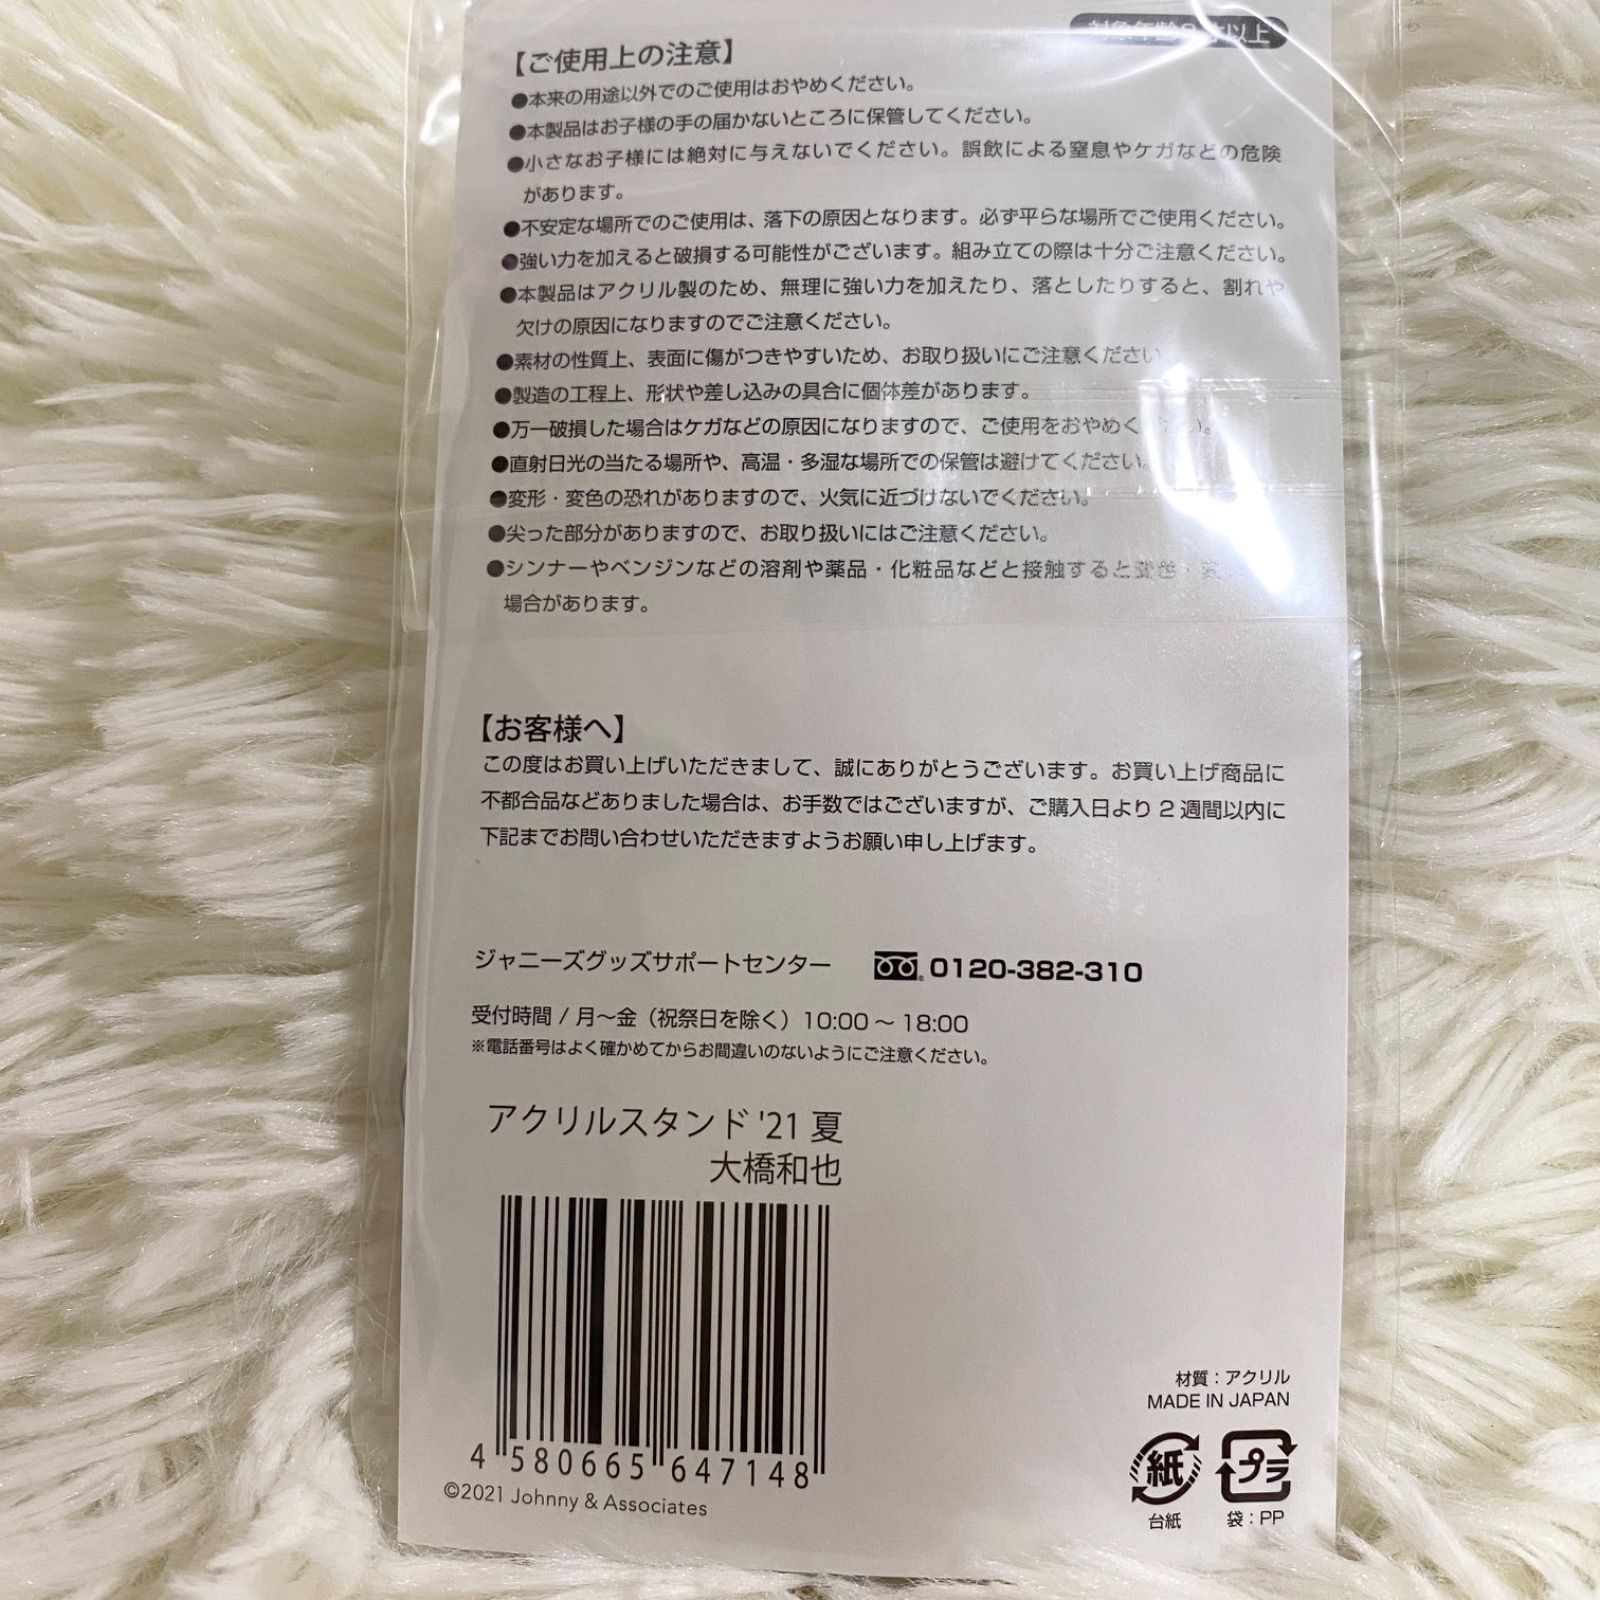 対象年齢 以上
【ご使用上の注意】
●本来の用途以外でのご使用はおやめください。
●本製品はお子様の手の届かないところに保管してください。
●小さなお子様には絶対に与えないでください。誤飲による窒息やケガなどの危険
があります。
●不安定な場所でのご使用は、落下の原因となります。必ず平らな場所でご使用ください。
●強い力を加えると破損する可能性がございます。組み立ての際は十分ご注意ください。
●本製品はアクリル製のため、無理に強い力を加えたり、落としたりすると、割れや
欠けの原因になりますのでご注意ください。
●素材の性質上、表面に傷がつきやすいため、お取り扱いにご注意ください
●製造の工程上、形状や差し込みの具合に個体差があります。
●万一破損した場合はケガなどの原因になりますので、ご使用をおやめください。
●直射日光の当たる場所や、高温・多湿な場所での保管は避けてください。
●変形・変色の恐れがありますので、火気に近づけないでください。
●尖った部分がありますので、お取り扱いにはご注意ください。
●シンナーやベンジンなどの溶剤や薬品・化粧品などと接触すると変色・
場合があります。
【お客様へ】
この度はお買い上げいただきまして、誠にありがとうございます。お買い上げ商品に
不都合品などありました場合は、お手数ではございますが、ご購入日より 2 週間以内に
下記までお問い合わせいただきますようお願い申し上げます。
ジャニーズグッズサポートセンター 0120-382-310
受付時間 / 月〜金（祝祭日を除く）10:00 〜 18:00
※電話番号はよく確かめてからお間違いのないようにご注意ください。
アクリルスタンド '21 夏
大橋和也
4 580665 647148
©2021 Johnny & Associates
材質：アクリル
MADE IN JAPAN
紙 プラ
台紙 袋：PP